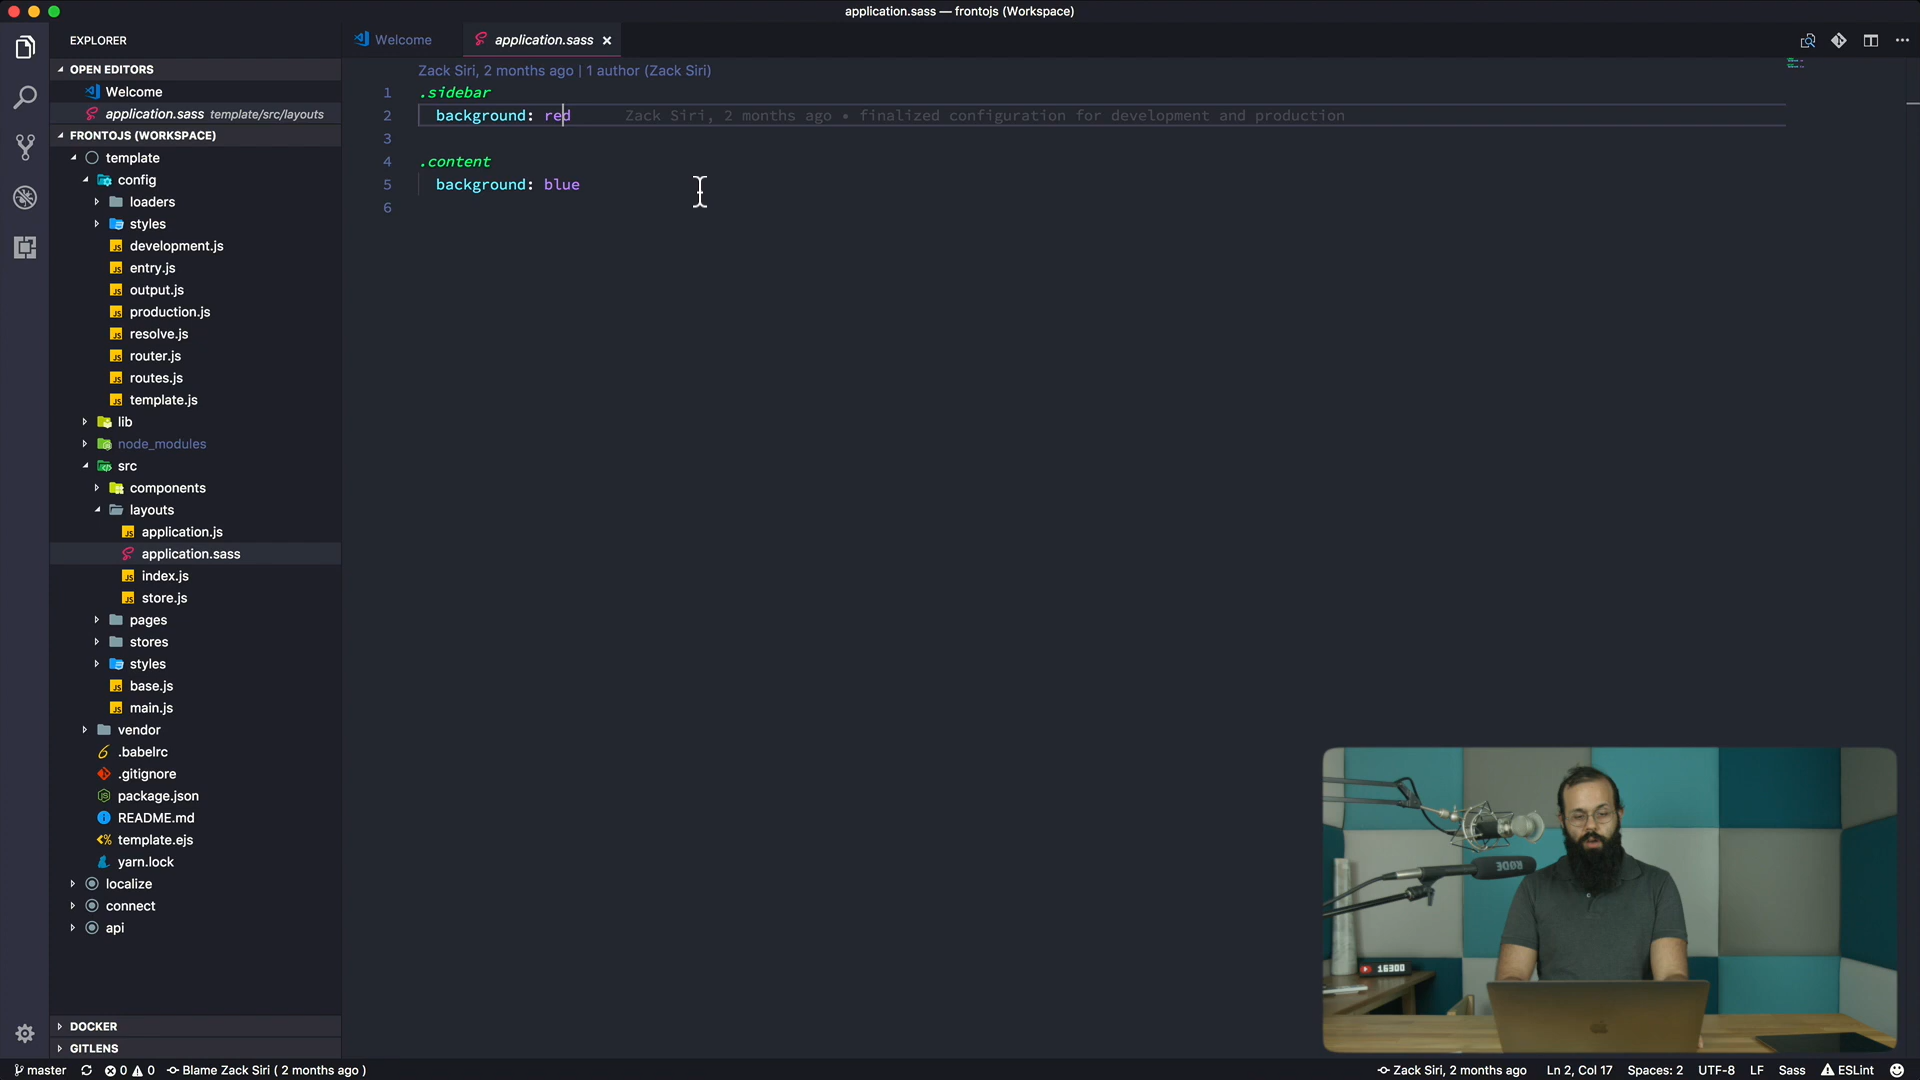 application.sass — frontojs (Workspace)
EXPLORER
Welcome
application.sass
OPEN EDITORS
Welcome
application.sass template/src/layouts
FRONTOJS (WORKSPACE)
template
config
loaders
styles
development.js
entry.js
output.js
production.js
resolve.js
router.js
routes.js
template.js
lib
node_modules
src
components
layouts
application.js
application.sass
index.js
store.js
pages
stores
styles
base.js
main.js
vendor
.babelrc
.gitignore
package.json
README.md
template.ejs
yarn.lock
localize
connect
api
DOCKER
GITLENS
Zack Siri, 2 months ago | 1 author (Zack Siri)
1 .sidebar
2 background: red Zack Siri, 2 months ago • finalized configuration for development and production
3
4 .content
5 background: blue
6
RØDE
16300
master 0 0 Blame Zack Siri ( 2 months ago )
Zack Siri, 2 months ago Ln 2, Col 17 Spaces: 2 UTF-8 LF Sass ESLint